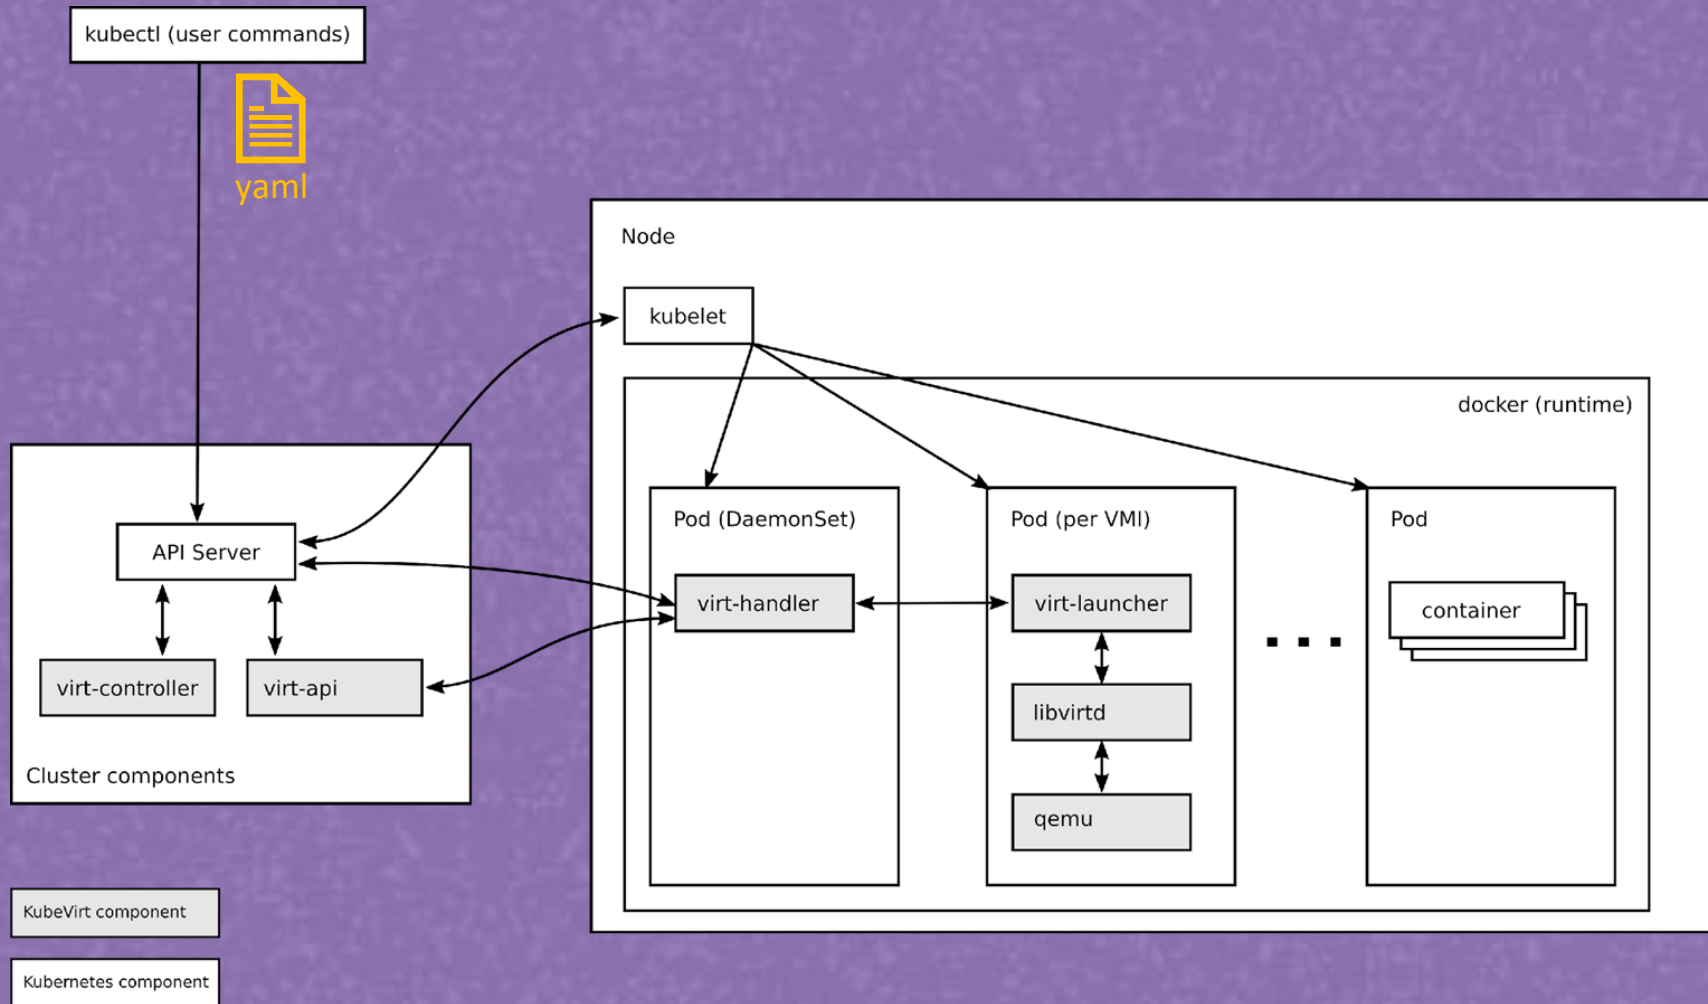 kubectl (user commands)
yaml
Node
kubelet
docker (runtime)
Pod (DaemonSet)
Pod (per VMI)
Pod
API Server
virt-handler
virt-launcher
container
virt-controller
virt-api
libvirtd
Cluster components
qemu
KubeVirt component
Kubernetes component